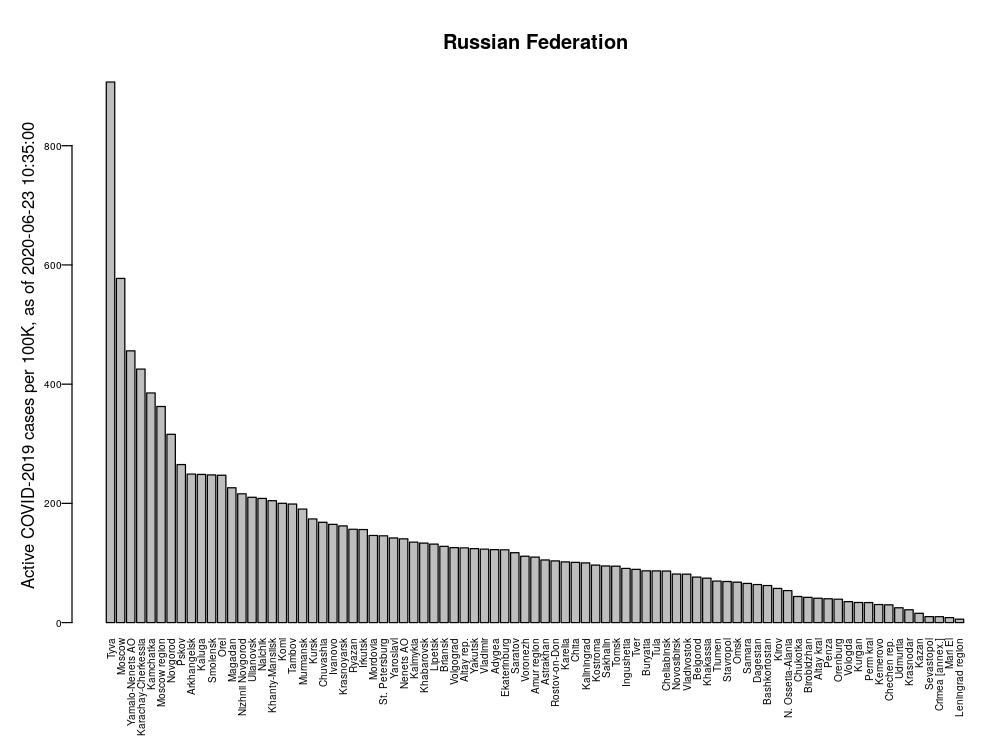 Russian Federation
Active COVID-2019 cases per 100K, as of 2020-06-23 10:35:00
800
600
400
200
0
Tyva
Moscow
Yamalo-Nenets AO
Karachay-Cherkessia
Kamchatka
Moscow region
Novgorod
Pskov
Arkhangelsk
Kaluga
Smolensk
Orel
Magadan
Nizhnii Novgorod
Ulianovsk
Nalchik
Khanty-Mansiisk
Komi
Tambov
Murmansk
Kursk
Chuvashia
Ivanovo
Krasnoyarsk
Riazan
Irkutsk
Mordovia
St. Petersburg
Yaroslavl
Nenets AO
Kalmykia
Khabarovsk
Lipetsk
Briansk
Volgograd
Altay rep.
Yakutsk
Vladimir
Adygea
Ekaterinburg
Saratov
Voronezh
Amur region
Astrakhan
Rostov-on-Don
Karelia
Chita
Kaliningrad
Kostroma
Sakhalin
Tomsk
Ingushetia
Tver
Buryatia
Tula
Cheliabinsk
Novosibirsk
Vladivostok
Belgorod
Khakassia
Tiumen
Stavropol
Omsk
Samara
Dagestan
Bashkortostan
Kirov
N. Ossetia-Alania
Chukotka
Birobidzhan
Altay krai
Penza
Orenburg
Vologda
Kurgan
Perm krai
Kemerovo
Chechen rep.
Udmurtia
Krasnodar
Kazan
Sevastopol
Crimea [annex.]
Mari El
Leningrad region